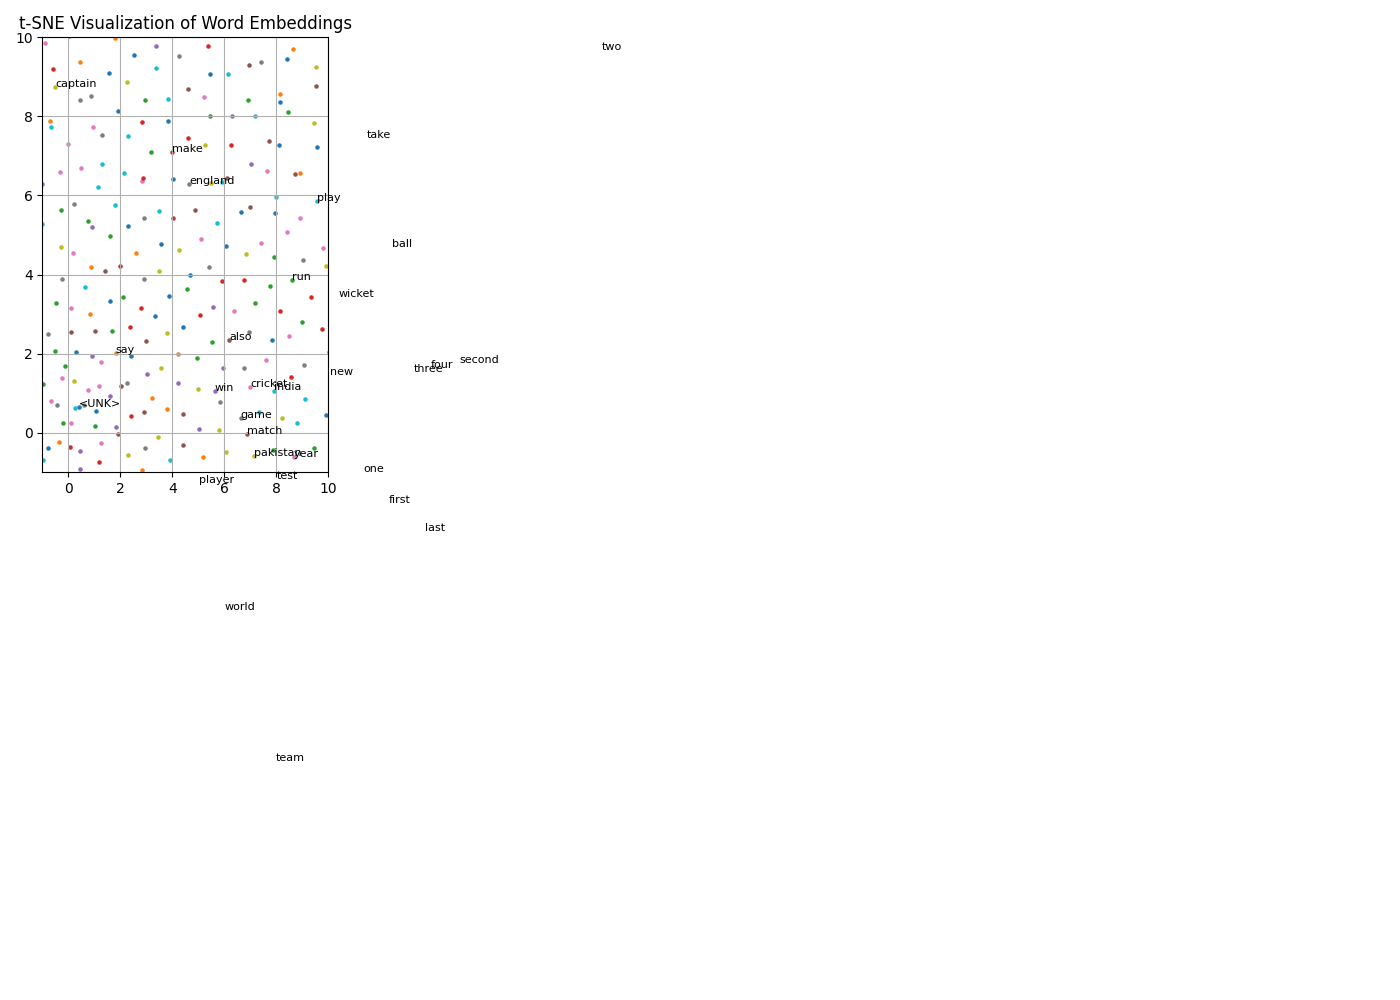 t-SNE Visualization of Word Embeddings
10
two
captain
8
take
make
england
6
play
ball
4
run
wicket
also
2
say
second
four
three
new
cricket
india
win
<UNK>
game
0
match
pakistan
year
one
test
player
0 2 4 6 8 10
first
last
world
team